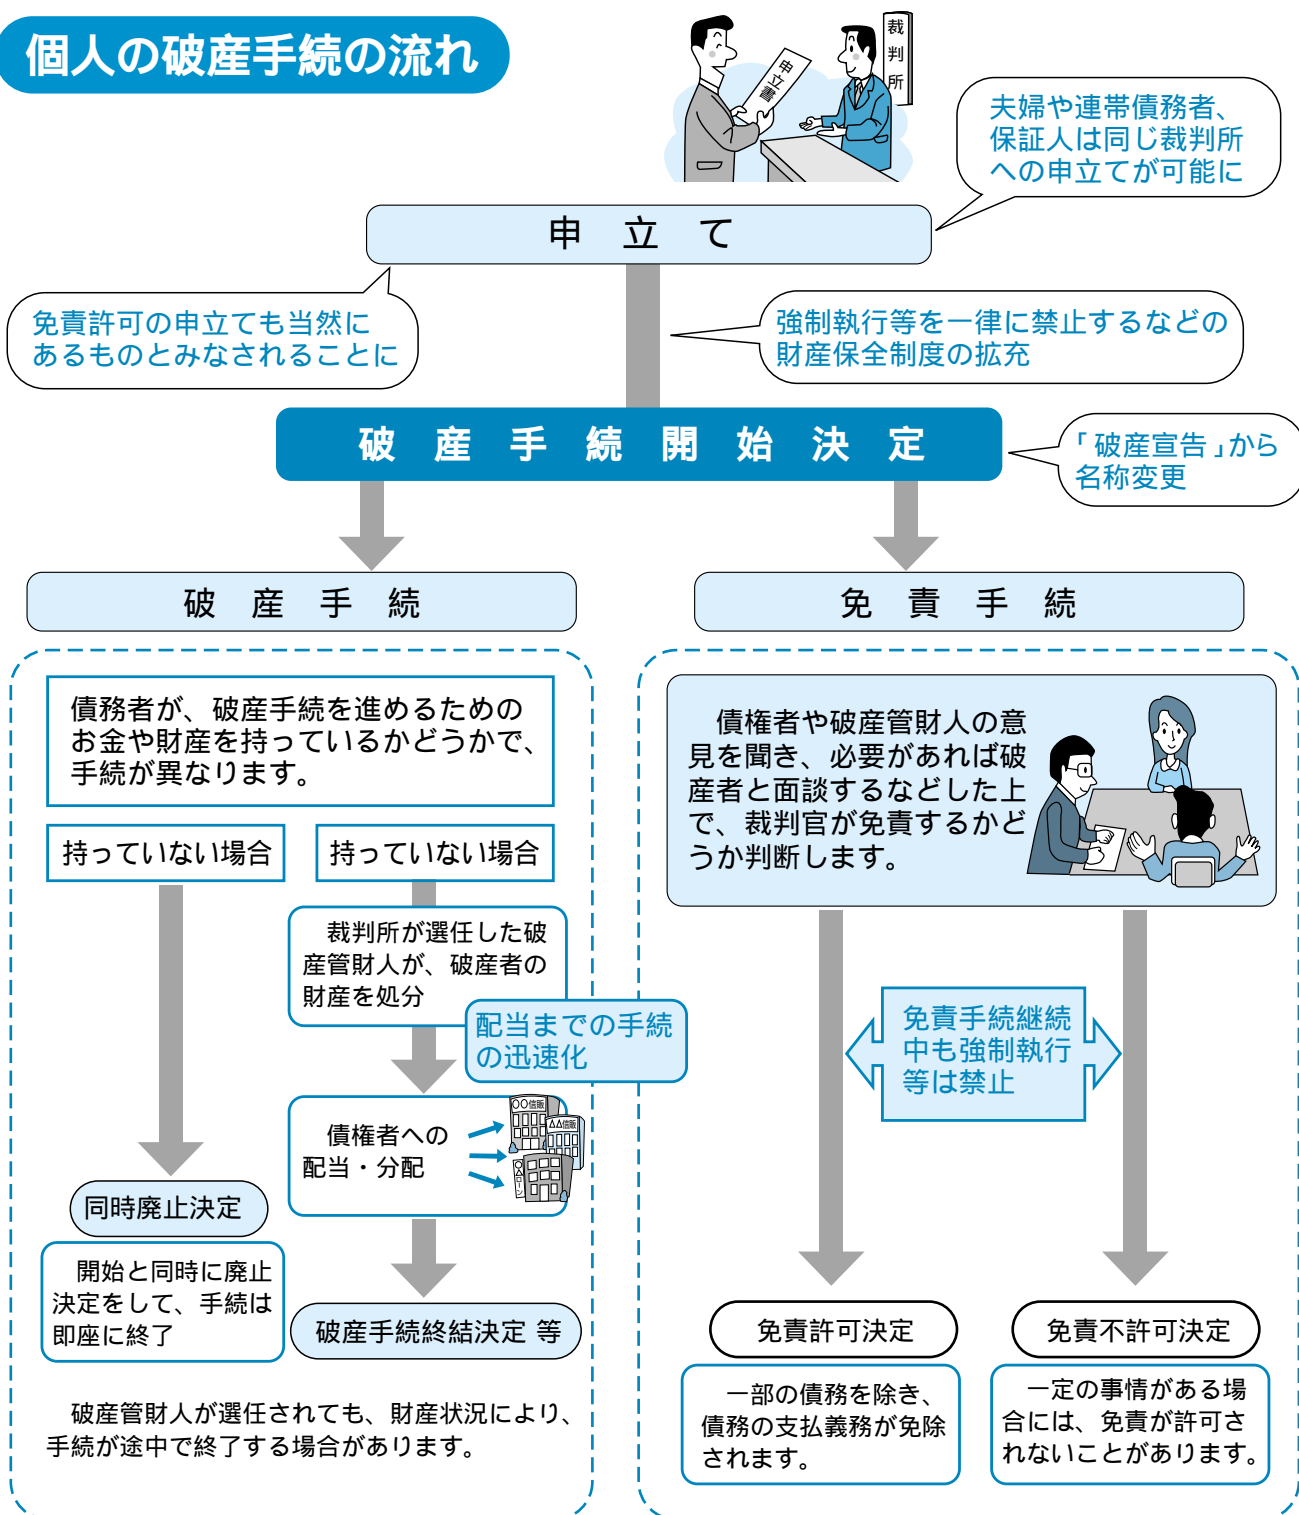 個人の破産手続の流れ
裁判所
申立書
夫婦や連帯債務者、
保証人は同じ裁判所
への申立てが可能に
申立て
免責許可の申立ても当然に
あるものとみなされることに
強制執行等を一律に禁止するなどの
財産保全制度の拡充
破産手続開始決定
「破産宣告」から
名称変更
破産手続
債務者が、破産手続を進めるための
お金や財産を持っているかどうかで、
手続が異なります。
持っていない場合
持っていない場合
裁判所が選任した破
産管財人が、破産者の
財産を処分
配当までの手続
の迅速化
債権者への
配当・分配
〇〇信販
△△信販
〇△ローン
同時廃止決定
開始と同時に廃止
決定をして、手続は
即座に終了
破産手続終結決定 等
破産管財人が選任されても、財産状況により、
手続が途中で終了する場合があります。
免責手続
債権者や破産管財人の意
見を聞き、必要があれば破
産者と面談するなどした上
で、裁判官が免責するかど
うか判断します。
免責手続継続
中も強制執行
等は禁止
免責許可決定
一部の債務を除き、
債務の支払義務が免除
されます。
免責不許可決定
一定の事情がある場
合には、免責が許可さ
れないことがあります。